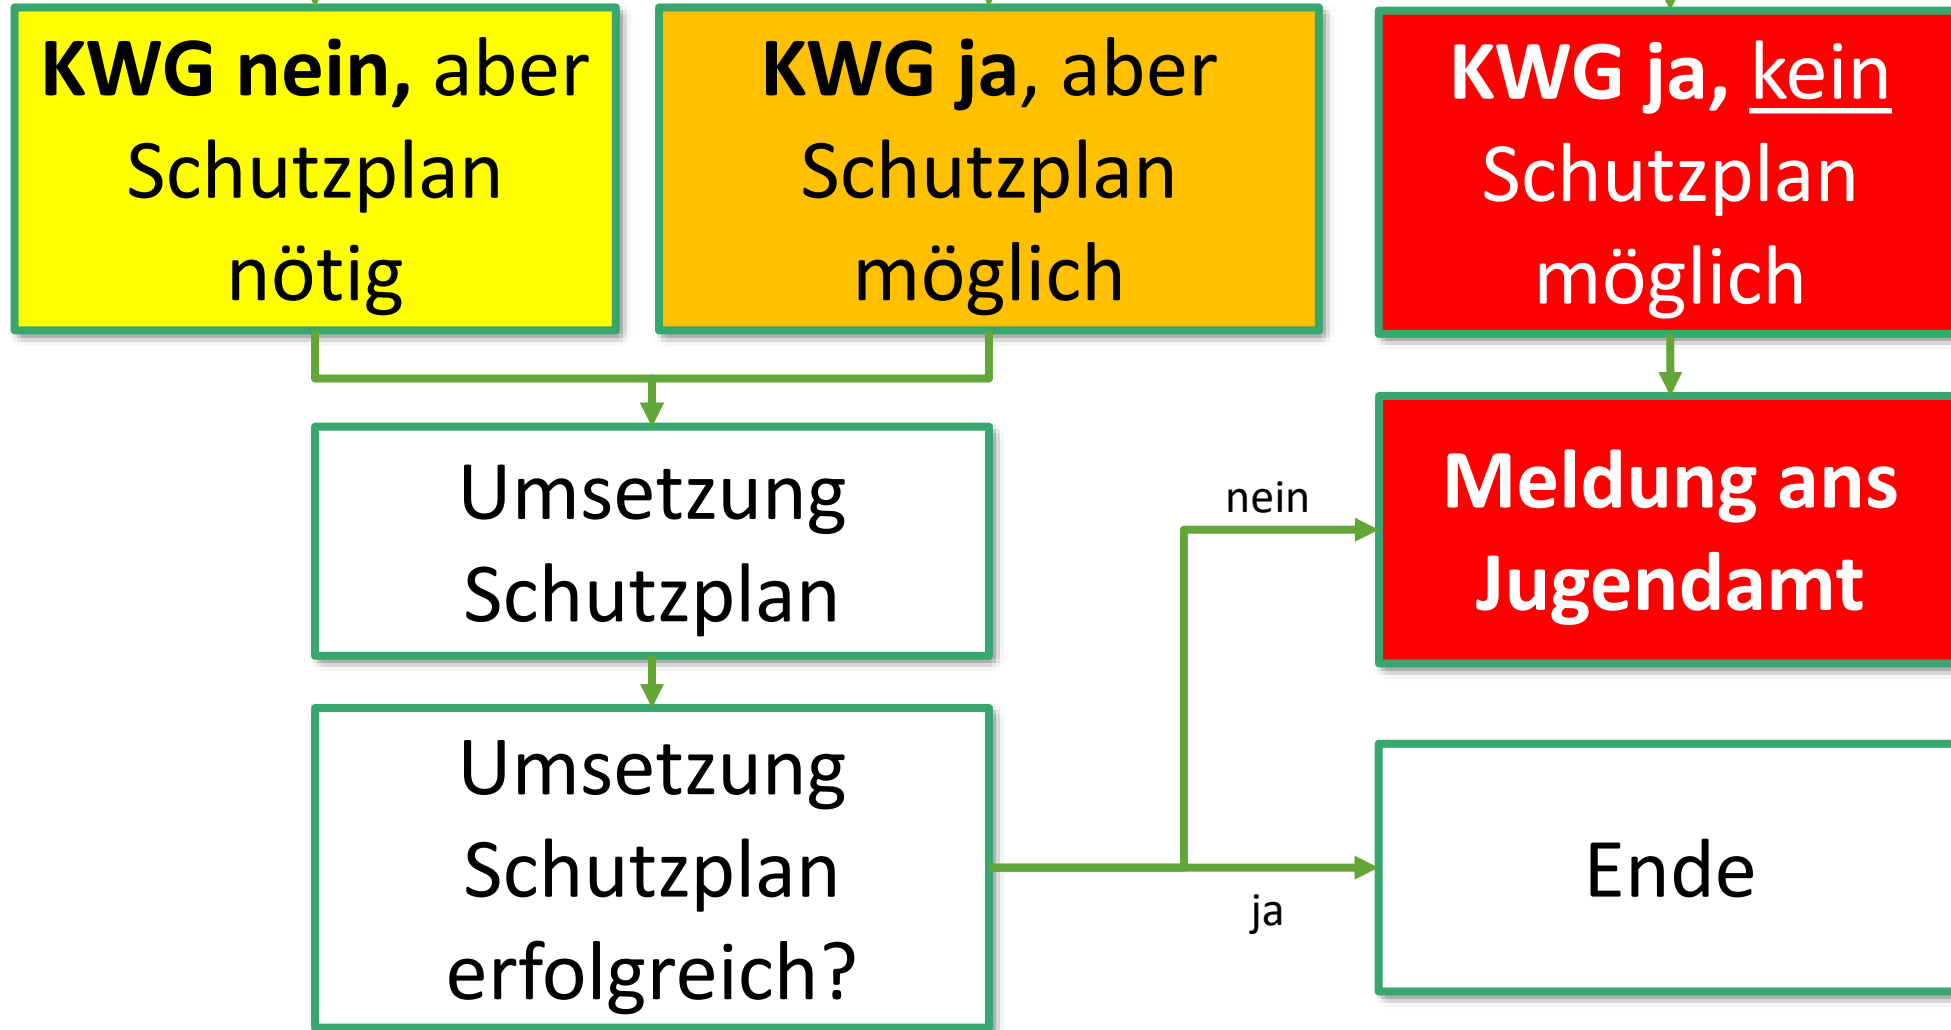 KWG nein, aber
Schutzplan
nötig
KWG ja, aber
Schutzplan
möglich
KWG ja, kein
Schutzplan
möglich
Umsetzung
Schutzplan
nein
Meldung ans
Jugendamt
Umsetzung
Schutzplan
erfolgreich?
ja
Ende